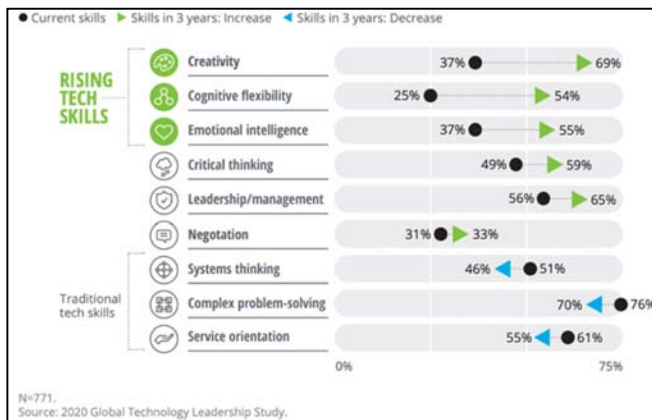 Current skills Skills in 3 years: Increase Skills in 3 years: Decrease
RISING
TECH
SKILLS
Creativity 37% 69%
Cognitive flexibility 25% 54%
Emotional intelligence 37% 55%
Critical thinking 49% 59%
Leadership/management 56% 65%
Negotation 31% 33%
Traditional
tech skills
Systems thinking 46% 51%
Complex problem-solving 70% 76%
Service orientation 55% 61%
0% 75%
N=771.
Source: 2020 Global Technology Leadership Study.